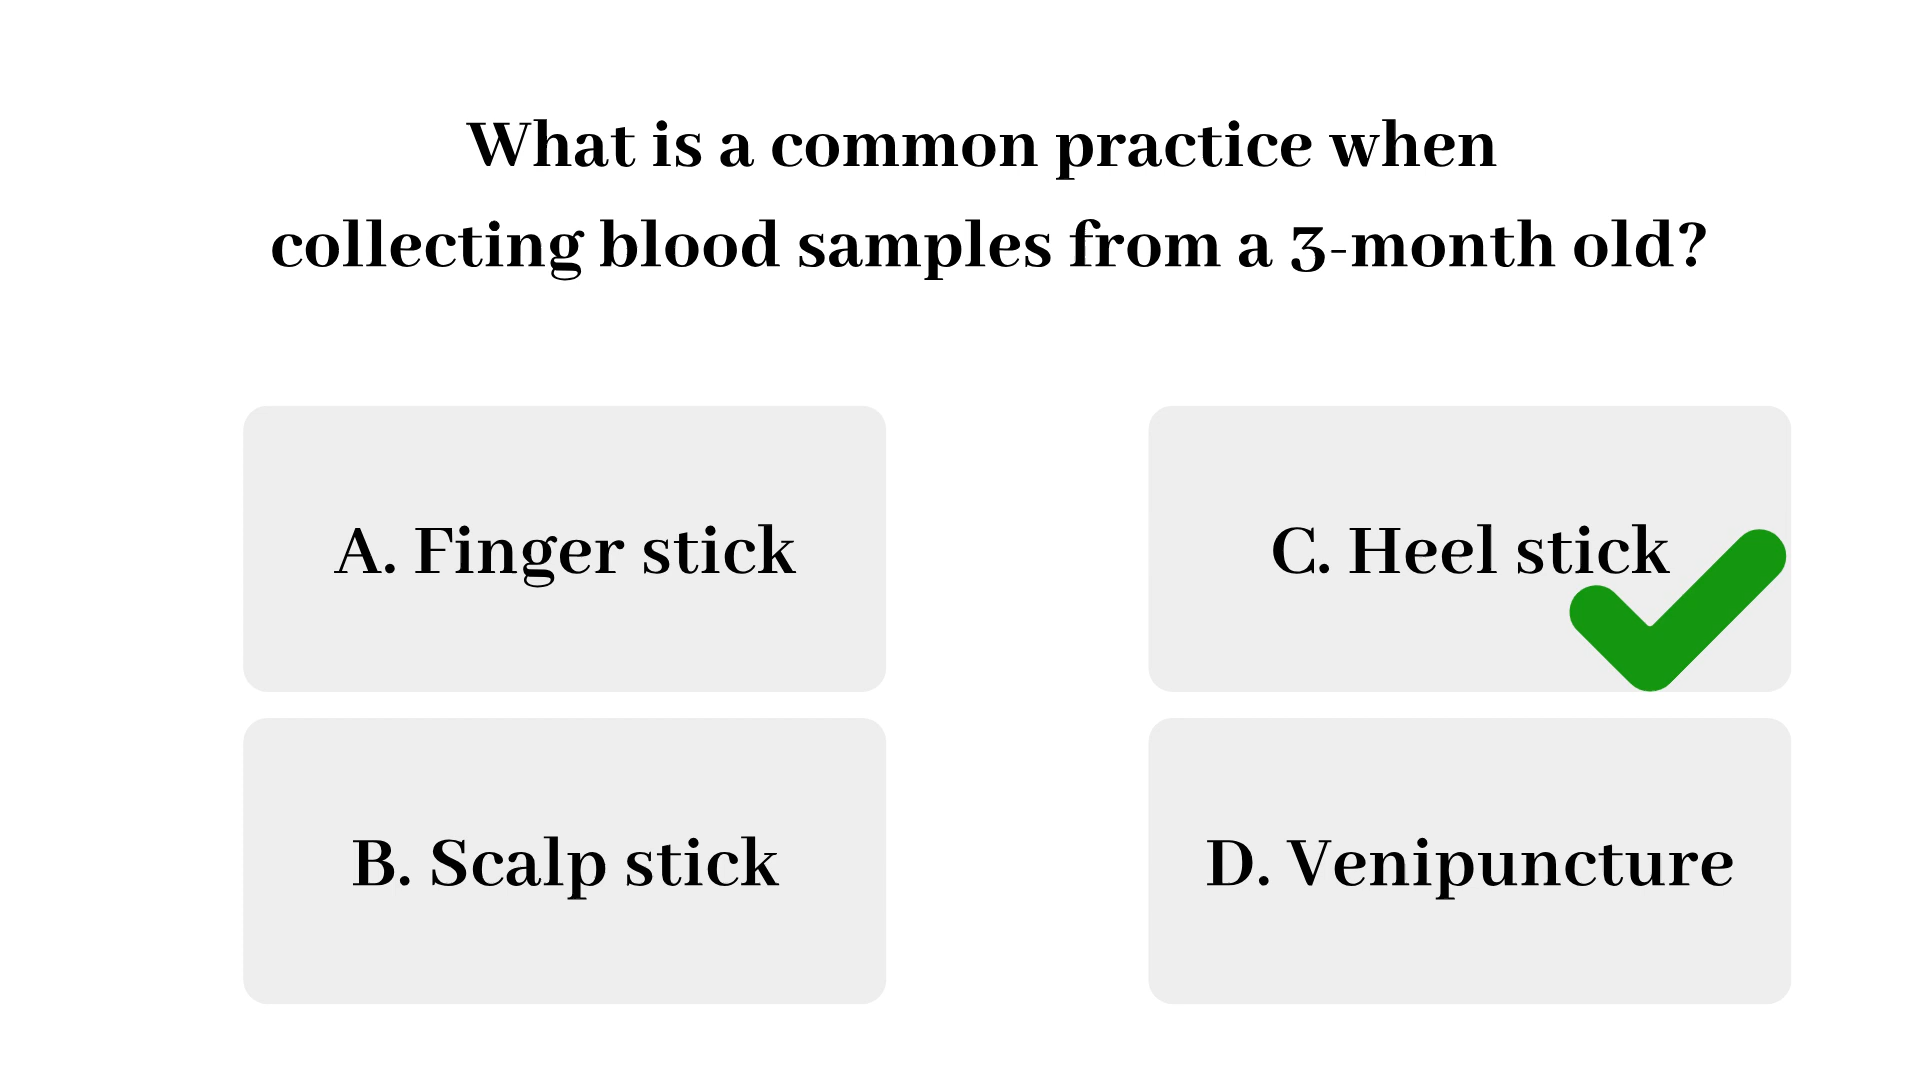 What is a common practice when
collecting blood samples from a 3-month old?
A. Finger stick
C. Heel stick
B. Scalp stick
D. Venipuncture